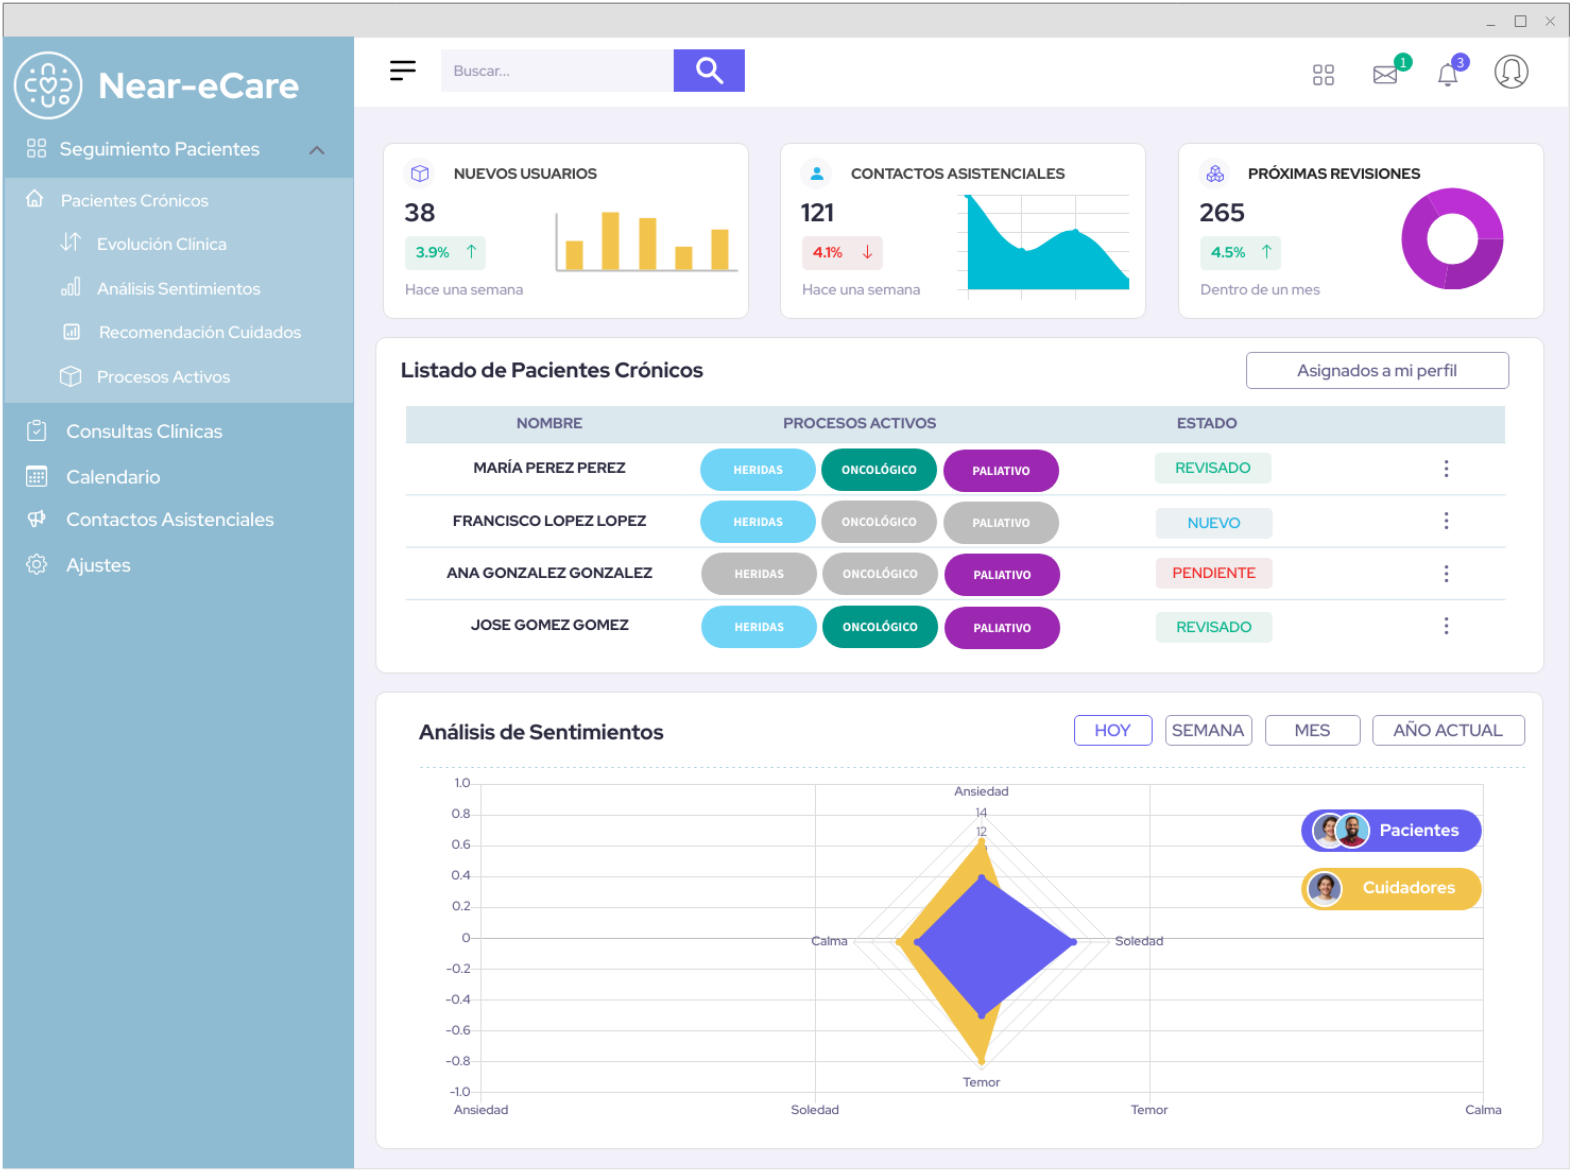 Near-eCare
Buscar...
1
3
Seguimiento Pacientes
Pacientes Crónicos
Evolución Clínica
Análisis Sentimientos
Recomendación Cuidados
Procesos Activos
Consultas Clínicas
Calendario
Contactos Asistenciales
Ajustes
NUEVOS USUARIOS
38
3.9% ↑
Hace una semana
CONTACTOS ASISTENCIALES
121
4.1% ↓
Hace una semana
PRÓXIMAS REVISIONES
265
4.5% ↑
Dentro de un mes
Listado de Pacientes Crónicos
Asignados a mi perfil
NOMBRE PROCESOS ACTIVOS ESTADO
MARÍA PEREZ PEREZ HERIDAS ONCOLÓGICO PALIATIVO REVISADO
FRANCISCO LOPEZ LOPEZ HERIDAS ONCOLÓGICO PALIATIVO NUEVO
ANA GONZALEZ GONZALEZ HERIDAS ONCOLÓGICO PALIATIVO PENDIENTE
JOSE GOMEZ GOMEZ HERIDAS ONCOLÓGICO PALIATIVO REVISADO
Análisis de Sentimientos
HOY SEMANA MES AÑO ACTUAL
1.0
0.8
0.6
0.4
0.2
0
-0.2
-0.4
-0.6
-0.8
-1.0
Ansiedad
14
12
Calma
Soledad
Temor
Pacientes
Cuidadores
Ansiedad Soledad Temor Calma